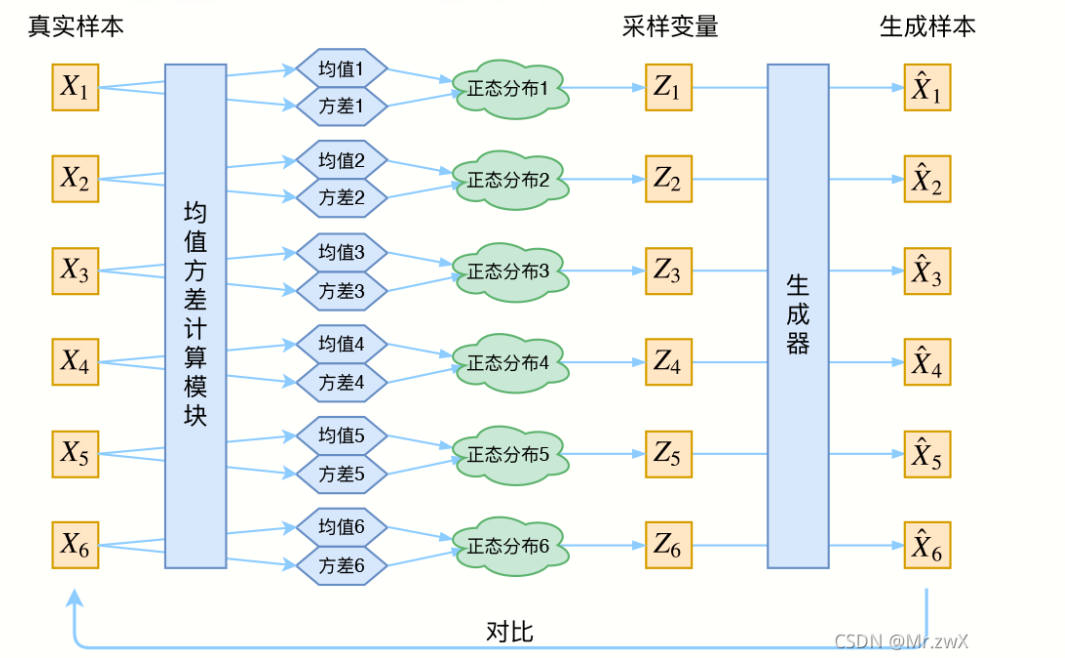 真实样本
采样变量
生成样本
X1
均值1
方差1
正态分布1
Z1
X̂1
X2
均值2
方差2
正态分布2
Z2
X̂2
均值方差计算模块
X3
均值3
方差3
正态分布3
Z3
生成器
X̂3
X4
均值4
方差4
正态分布4
Z4
X̂4
X5
均值5
方差5
正态分布5
Z5
X̂5
X6
均值6
方差6
正态分布6
Z6
X̂6
对比
CSDN @Mr.zwX